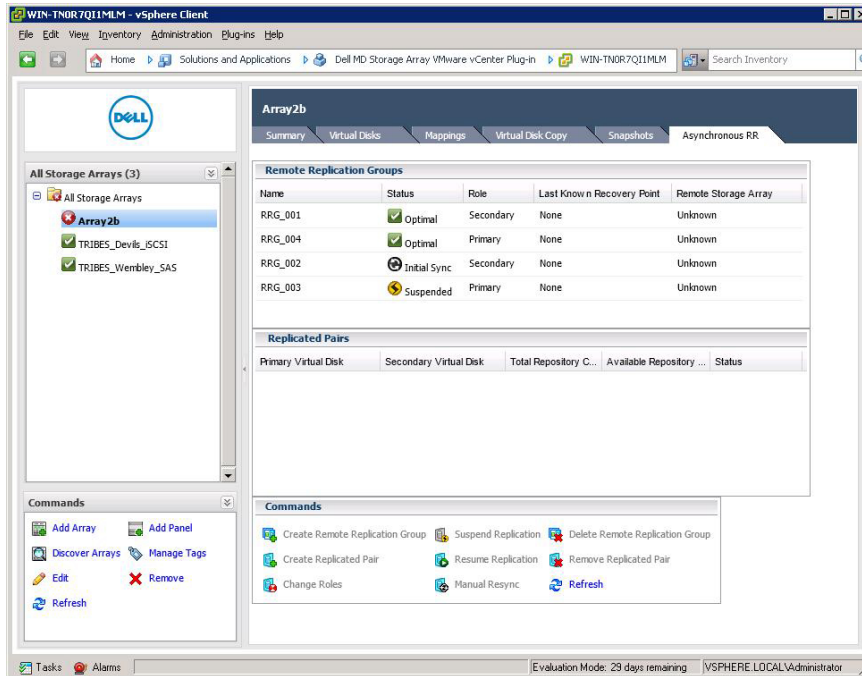 WIN-TN0R7QI1MLM - vSphere Client
File Edit View Inventory Administration Plug-ins Help
Home Solutions and Applications Dell MD Storage Array VMware vCenter Plug-in WIN-TN0R7QI1MLM Search Inventory
DELL
Array2b
Summary Virtual Disks Mappings Virtual Disk Copy Snapshots Asynchronous RR
All Storage Arrays (3)
All Storage Arrays
Array2b
TRIBES_Devils_iSCSI
TRIBES_Wembley_SAS
Remote Replication Groups
Name Status Role Last Known Recovery Point Remote Storage Array
RRG_001 Optimal Secondary None Unknown
RRG_004 Optimal Primary None Unknown
RRG_002 Initial Sync Secondary None Unknown
RRG_003 Suspended Primary None Unknown
Replicated Pairs
Primary Virtual Disk Secondary Virtual Disk Total Repository C... Available Repository ... Status
Commands
Add Array Add Panel
Discover Arrays Manage Tags
Edit Remove
Refresh
Commands
Create Remote Replication Group Suspend Replication Delete Remote Replication Group
Create Replicated Pair Resume Replication Remove Replicated Pair
Change Roles Manual Resync Refresh
Tasks Alarms Evaluation Mode: 29 days remaining VSPHERE.LOCAL\Administrator